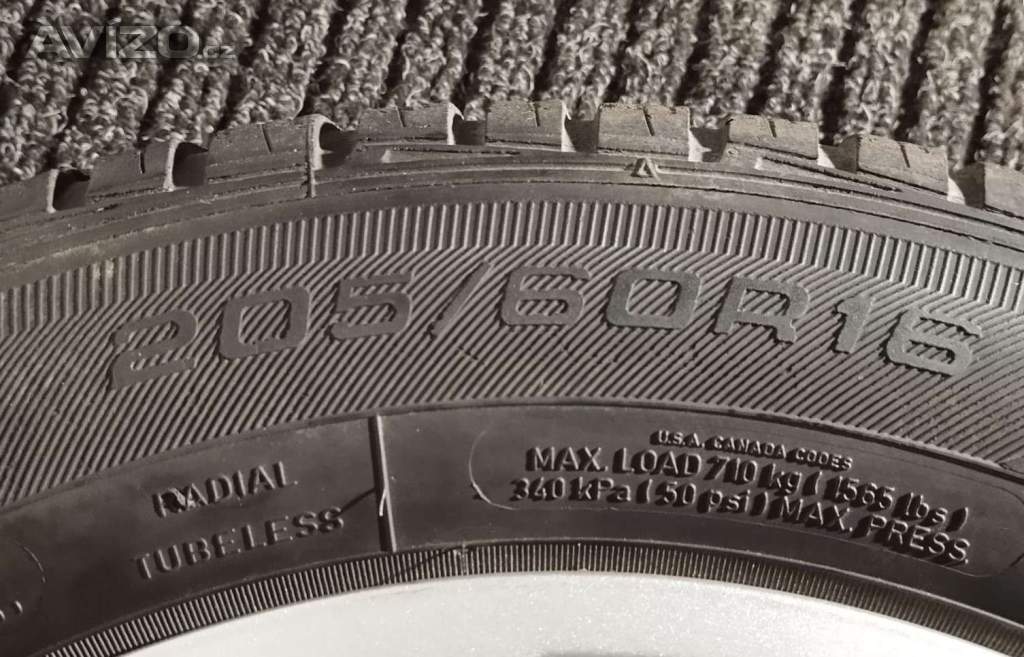 Avizo.cz
205/60R16
RADIAL
TUBELESS
U.S.A. CANADA CODES
MAX. LOAD 710 kg (1565 lbs)
340 kPa (50 psi) MAX. PRESS.